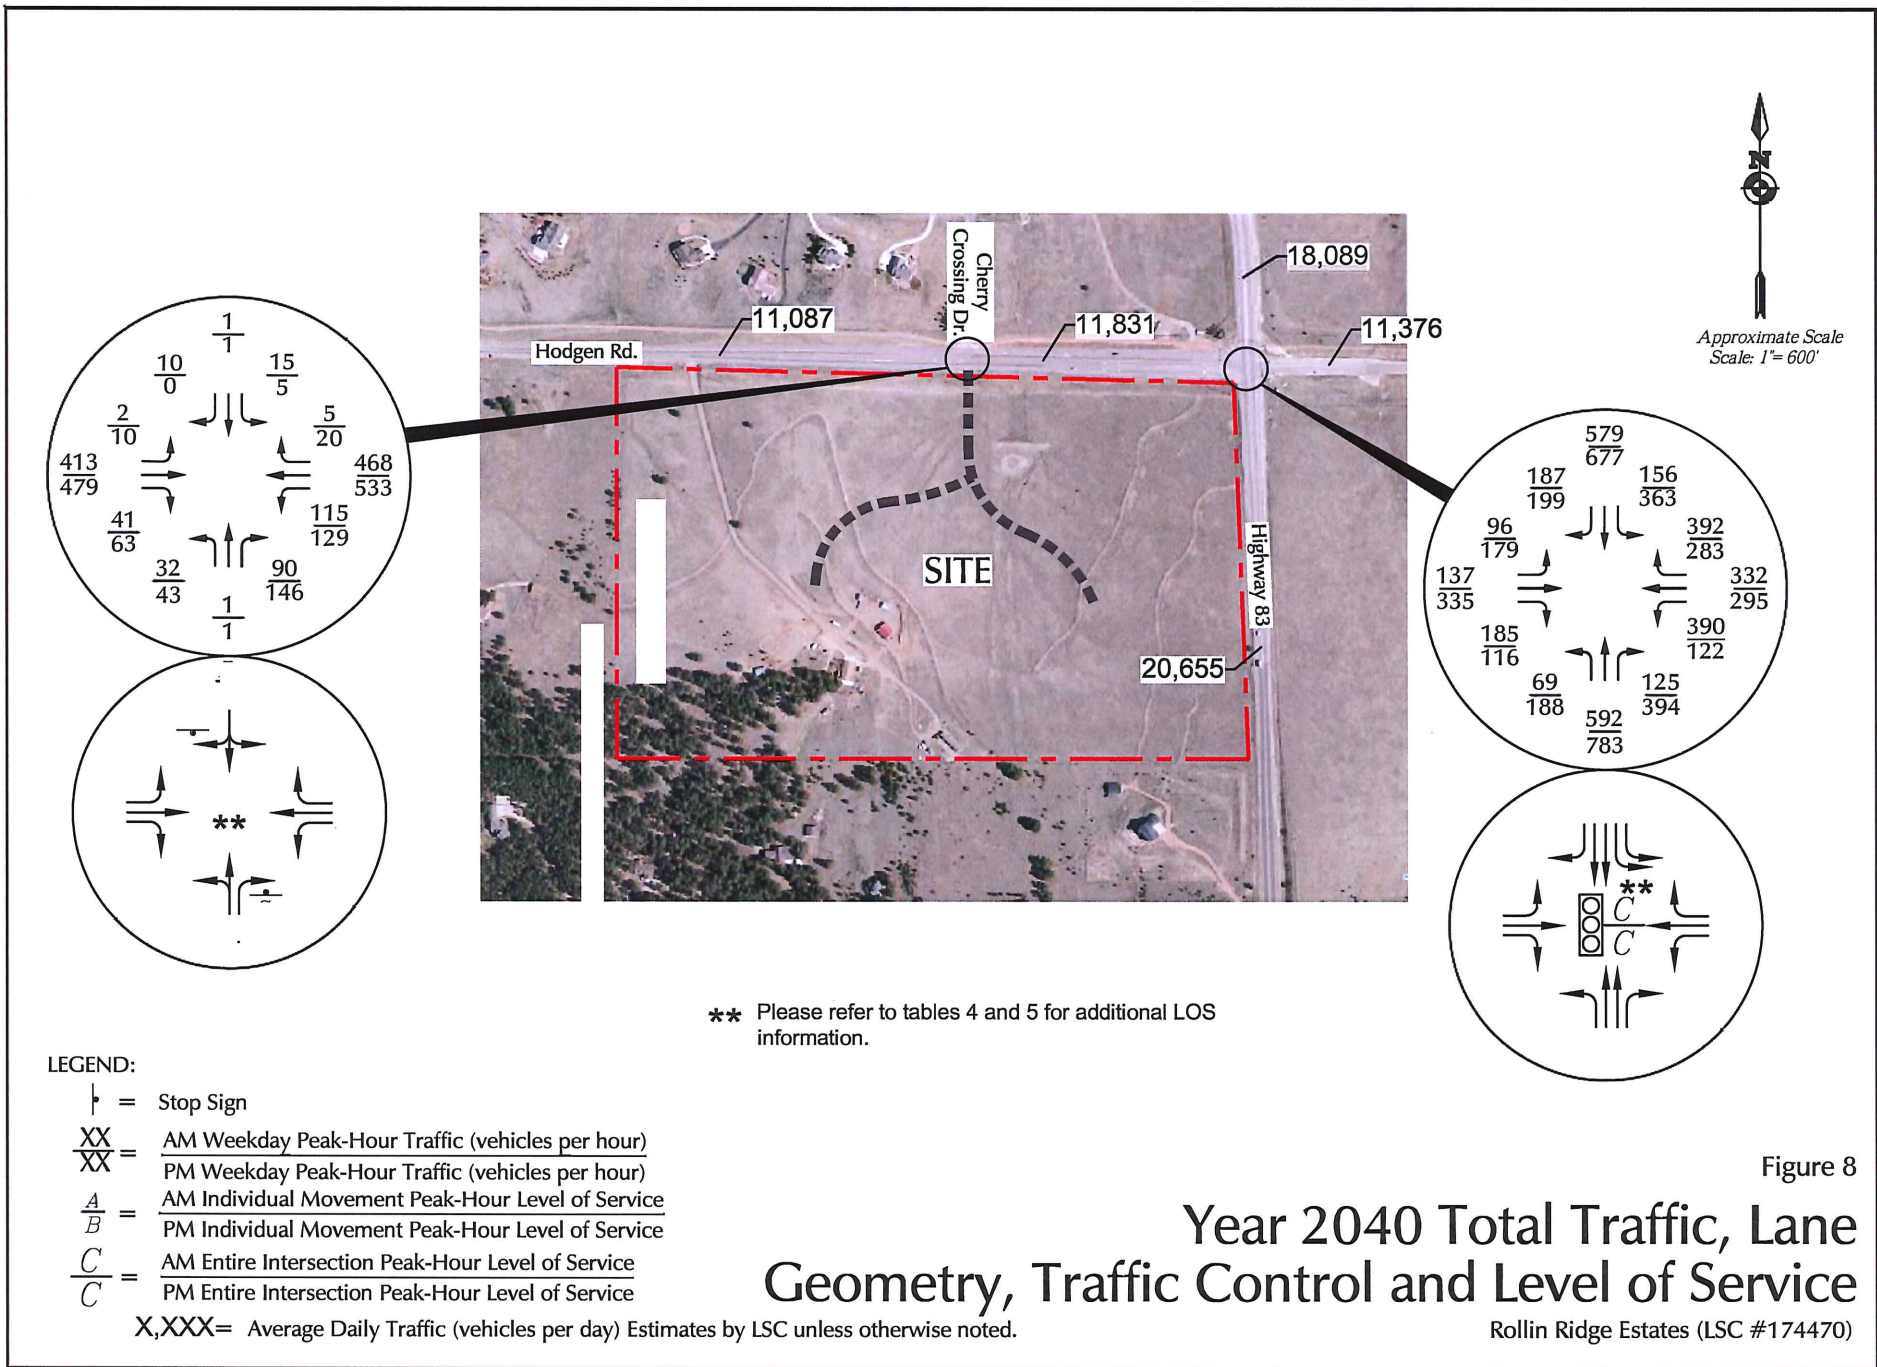 N
Approximate Scale
Scale: 1"= 600'
Cherry
Crossing Dr.
18,089
11,087
11,831
11,376
Hodgen Rd.
SITE
Highway 83
20,655
1
1
10
0
15
5
2
10
5
20
413
479
468
533
41
63
115
129
32
43
90
146
1
1
**
579
677
187
199
156
363
96
179
392
283
137
335
332
295
185
116
390
122
69
188
125
394
592
783
**
C
C
** Please refer to tables 4 and 5 for additional LOS
information.
LEGEND:
= Stop Sign
XX
XX
=
AM Weekday Peak-Hour Traffic (vehicles per hour)
PM Weekday Peak-Hour Traffic (vehicles per hour)
A
B
=
AM Individual Movement Peak-Hour Level of Service
PM Individual Movement Peak-Hour Level of Service
C
C
=
AM Entire Intersection Peak-Hour Level of Service
PM Entire Intersection Peak-Hour Level of Service
X,XXX= Average Daily Traffic (vehicles per day) Estimates by LSC unless otherwise noted.
Figure 8
Year 2040 Total Traffic, Lane
Geometry, Traffic Control and Level of Service
Rollin Ridge Estates (LSC #174470)